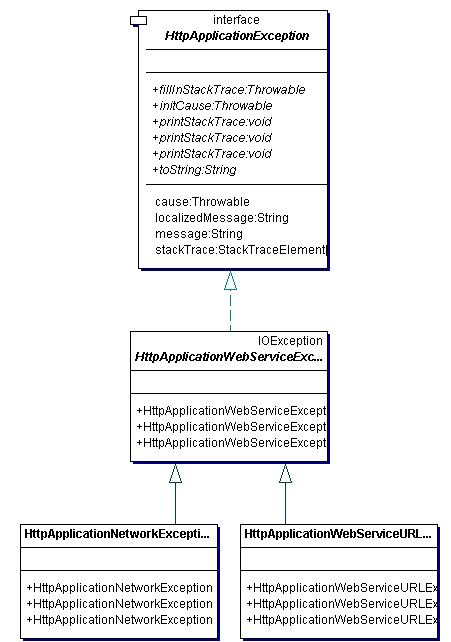 interface
HttpApplicationException
+fillInStackTrace:Throwable
+initCause:Throwable
+printStackTrace:void
+printStackTrace:void
+printStackTrace:void
+toString:String
cause:Throwable
localizedMessage:String
message:String
stackTrace:StackTraceElement[
IOException
HttpApplicationWebServiceExc...
+HttpApplicationWebServiceExcept
+HttpApplicationWebServiceExcept
+HttpApplicationWebServiceExcept
HttpApplicationNetworkExcepti...
+HttpApplicationNetworkException
+HttpApplicationNetworkException
+HttpApplicationNetworkException
HttpApplicationWebServiceURL...
+HttpApplicationWebServiceURLEx
+HttpApplicationWebServiceURLEx
+HttpApplicationWebServiceURLEx